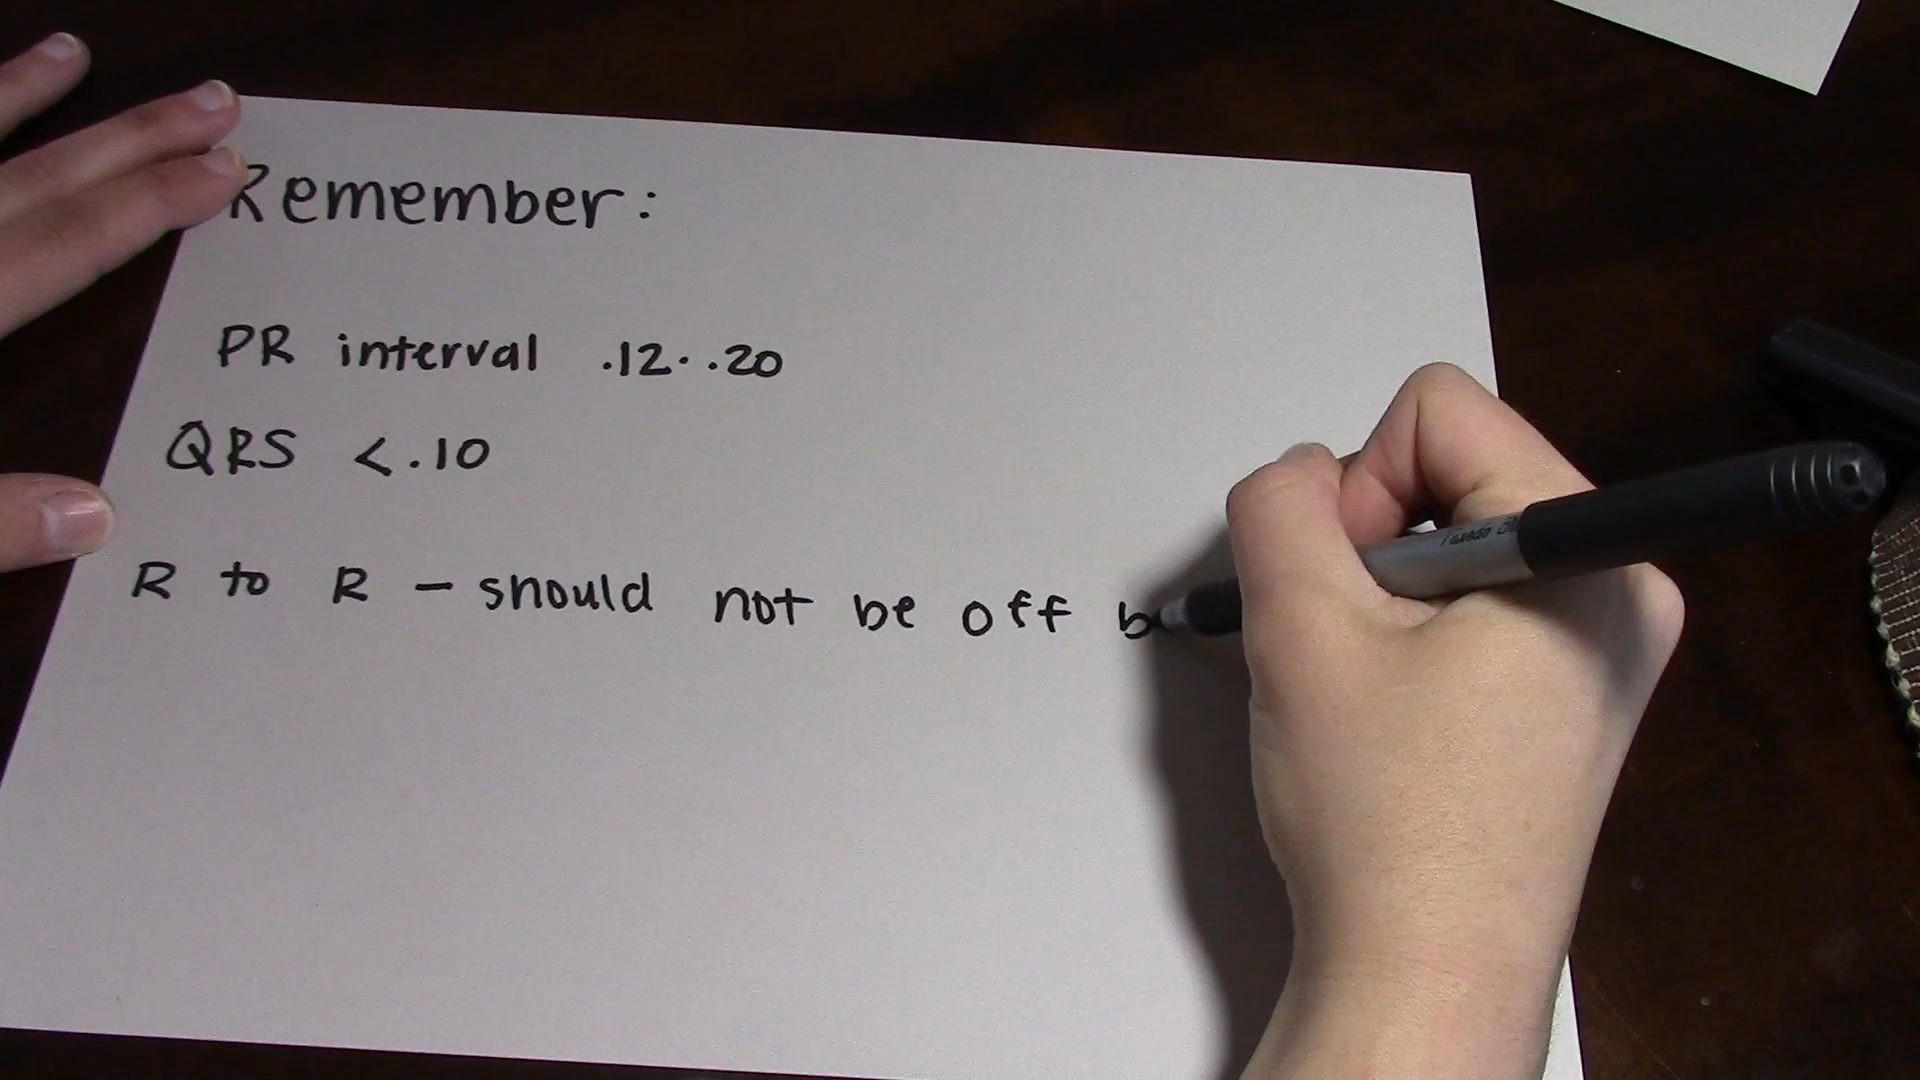 Remember:
PR interval .12-.20
QRS <.10
R to R - should not be off